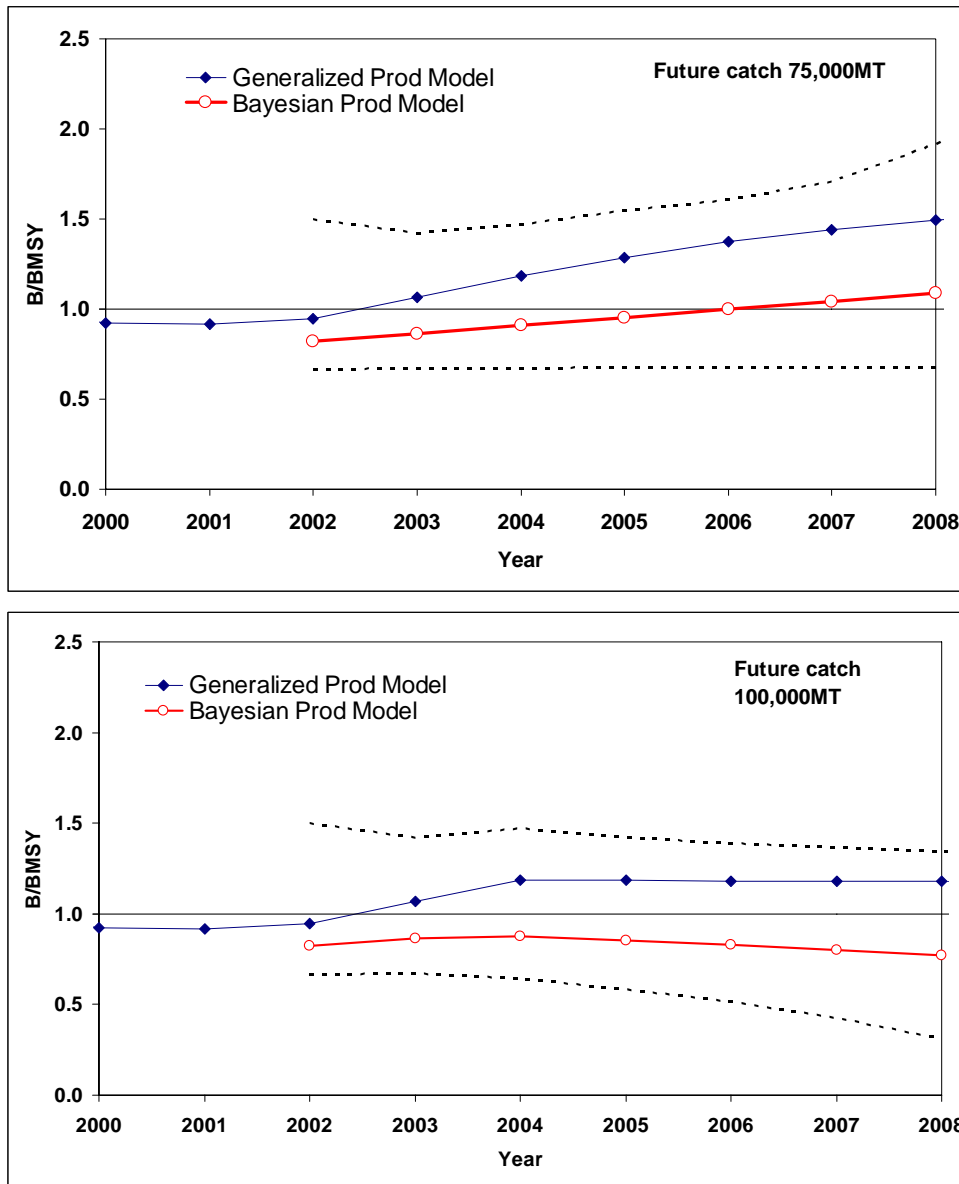 2.5
Generalized Prod Model
Future catch 75,000MT
Bayesian Prod Model
2.0
1.5
B/BMSY
1.0
0.5
0.0
2000 2001 2002 2003 2004 2005 2006 2007 2008
Year
2.5
Generalized Prod Model
Bayesian Prod Model
Future catch
100,000MT
2.0
1.5
B/BMSY
1.0
0.5
0.0
2000 2001 2002 2003 2004 2005 2006 2007 2008
Year